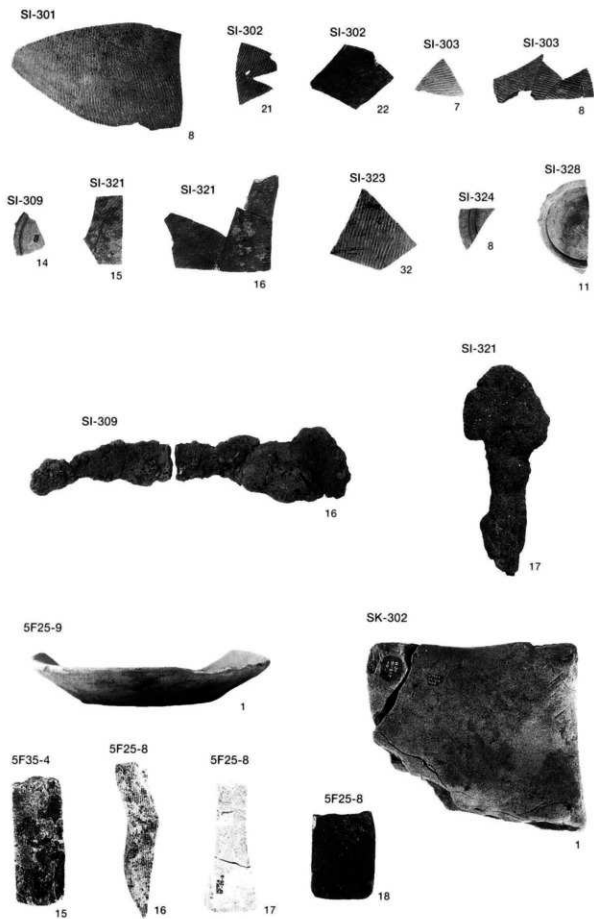 SI-301
SI-302
SI-302
SI-303
SI-303
8
21
22
7
8
SI-309
SI-321
SI-321
SI-323
SI-324
SI-328
14
15
16
32
8
11
SI-309
SI-321
16
17
5F25-9
SK-302
1
1
5F35-4
5F25-8
5F25-8
5F25-8
15
16
17
18